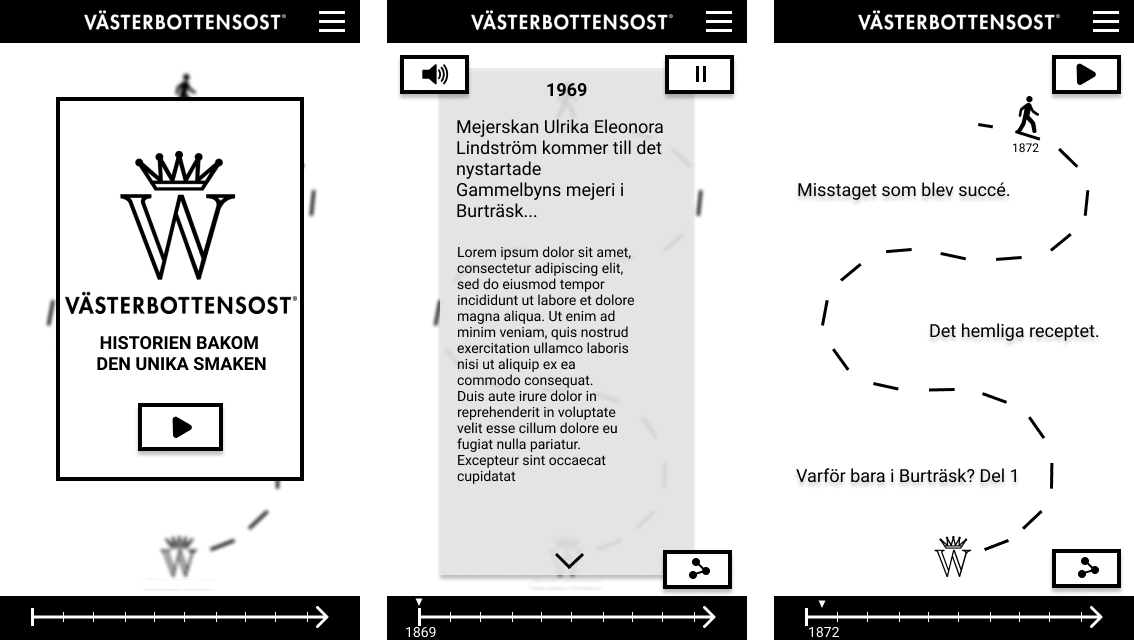 VÄSTERBOTTENSOST®
W
VÄSTERBOTTENSOST®
HISTORIEN BAKOM
DEN UNIKA SMAKEN
VÄSTERBOTTENSOST®
1969
Mejerskan Ulrika Eleonora
Lindström kommer till det
nystartade
Gammelbyns mejeri i
Burträsk...
Lorem ipsum dolor sit amet,
consectetur adipiscing elit,
sed do eiusmod tempor
incididunt ut labore et dolore
magna aliqua. Ut enim ad
minim veniam, quis nostrud
exercitation ullamco laboris
nisi ut aliquip ex ea
commodo consequat.
Duis aute irure dolor in
reprehenderit in voluptate
velit esse cillum dolore eu
fugiat nulla pariatur.
Excepteur sint occaecat
cupidatat
1869
VÄSTERBOTTENSOST®
1872
Misstaget som blev succé.
Det hemliga receptet.
Varför bara i Burträsk? Del 1
W
1872